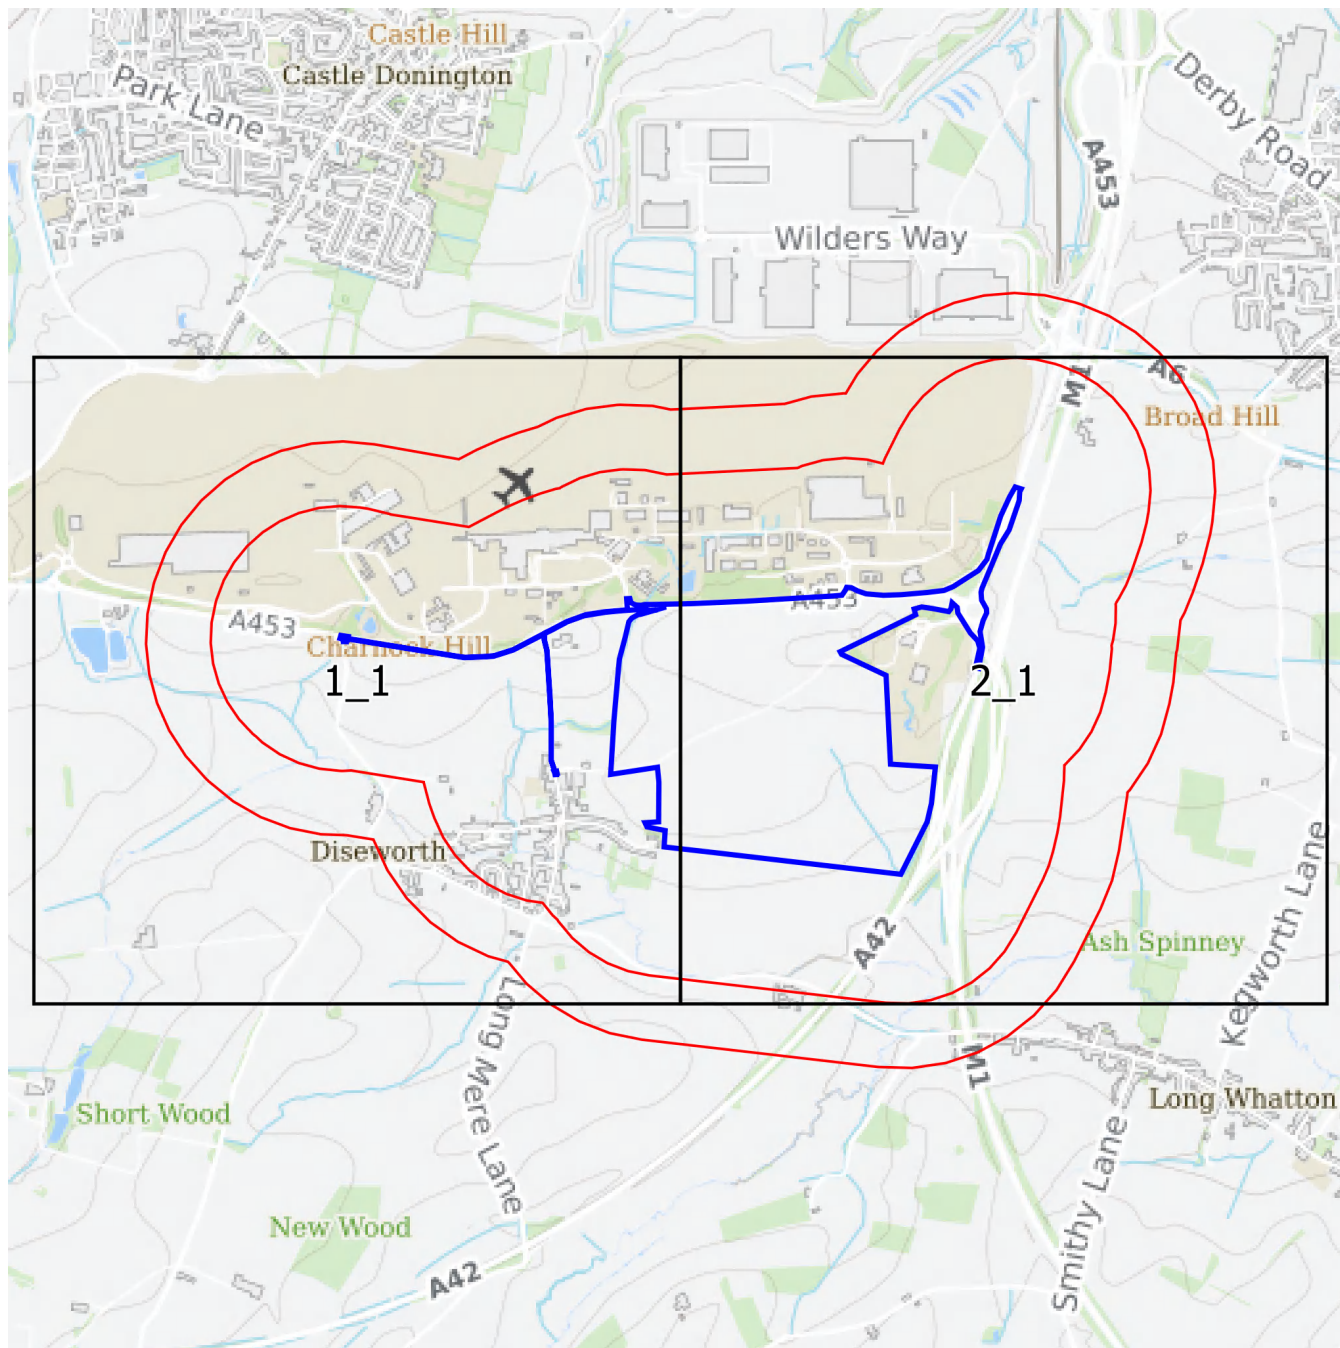 Castle Hill
Castle Donington
Park Lane
Derby Road
A453
Wilders Way
M1
A6
Broad Hill
A453
A453
Charnock Hill
1_1
2_1
Diseworth
A42
Ash Spinney
Kegworth Lane
Long Mere Lane
M1
Long Whatton
Short Wood
Smithy Lane
New Wood
A42